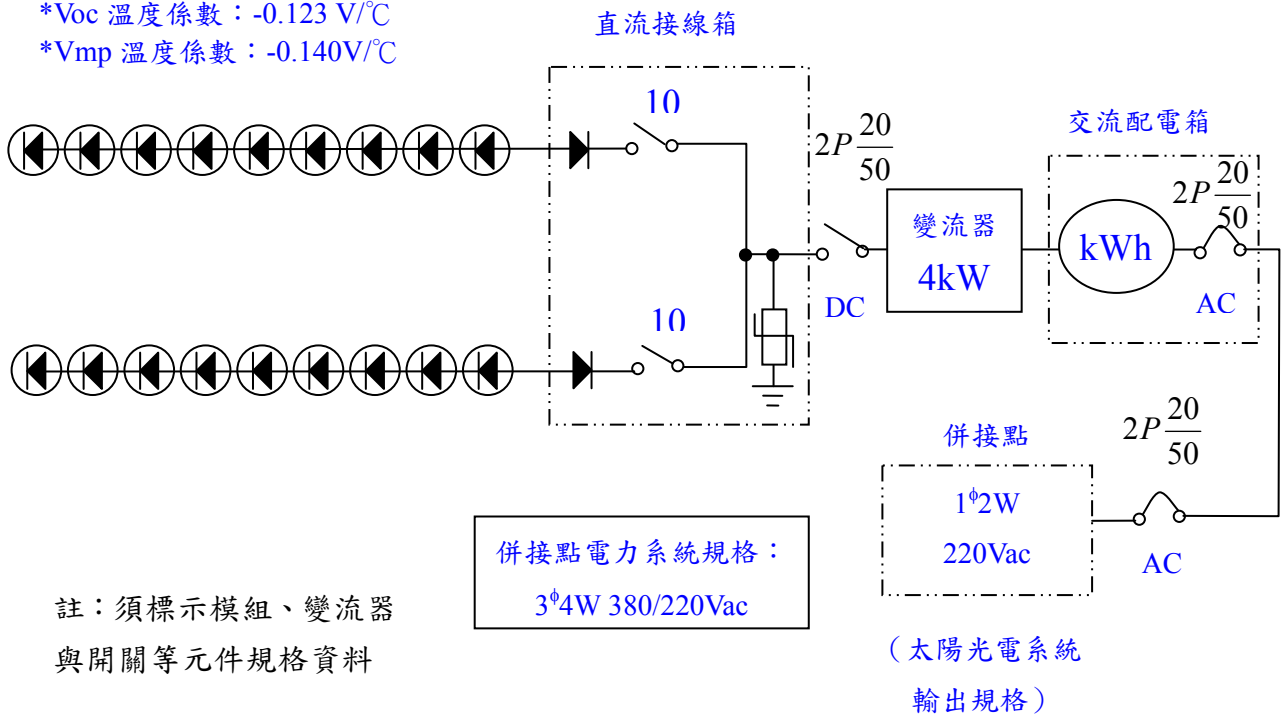 *Voc 溫度係數：-0.123 V/℃
*Vmp 溫度係數：-0.140V/℃
直流接線箱
10
2P 20/50
交流配電箱
2P 20/50
變流器
4kW
kWh
DC
AC
10
併接點
2P 20/50
1ϕ2W
220Vac
AC
併接點電力系統規格：
3ϕ4W 380/220Vac
註：須標示模組、變流器
與開關等元件規格資料
（太陽光電系統
輸出規格）